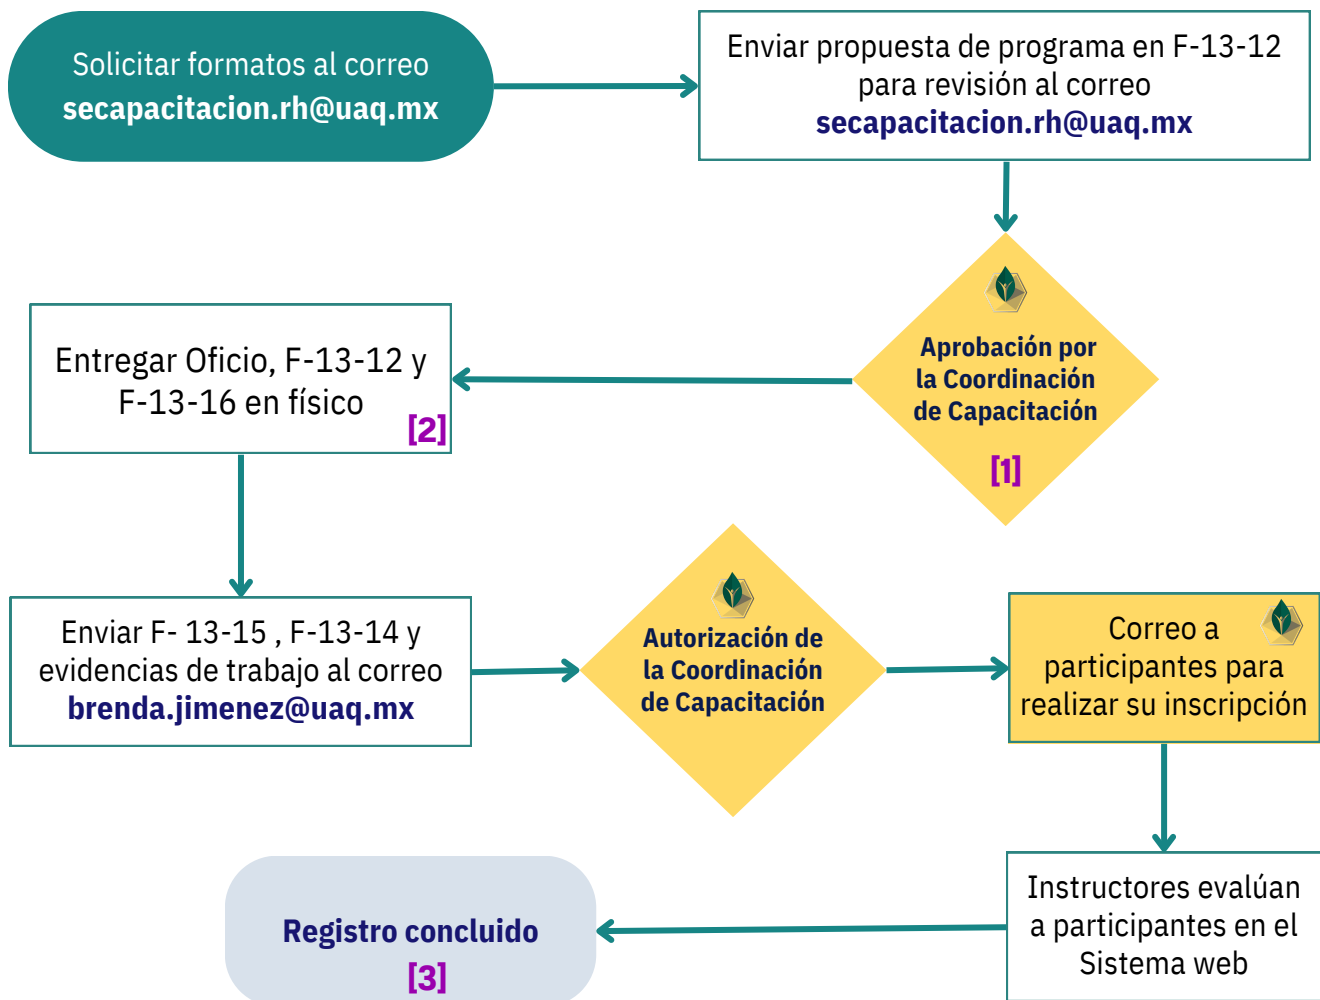 Solicitar formatos al correo
secapacitacion.rh@uaq.mx
Enviar propuesta de programa en F-13-12
para revisión al correo
secapacitacion.rh@uaq.mx
Aprobación por
la Coordinación
de Capacitación
[1]
Entregar Oficio, F-13-12 y
F-13-16 en físico
[2]
Enviar F- 13-15 , F-13-14 y
evidencias de trabajo al correo
brenda.jimenez@uaq.mx
Autorización de
la Coordinación
de Capacitación
Correo a
participantes para
realizar su inscripción
Instructores evalúan
a participantes en el
Sistema web
Registro concluido
[3]